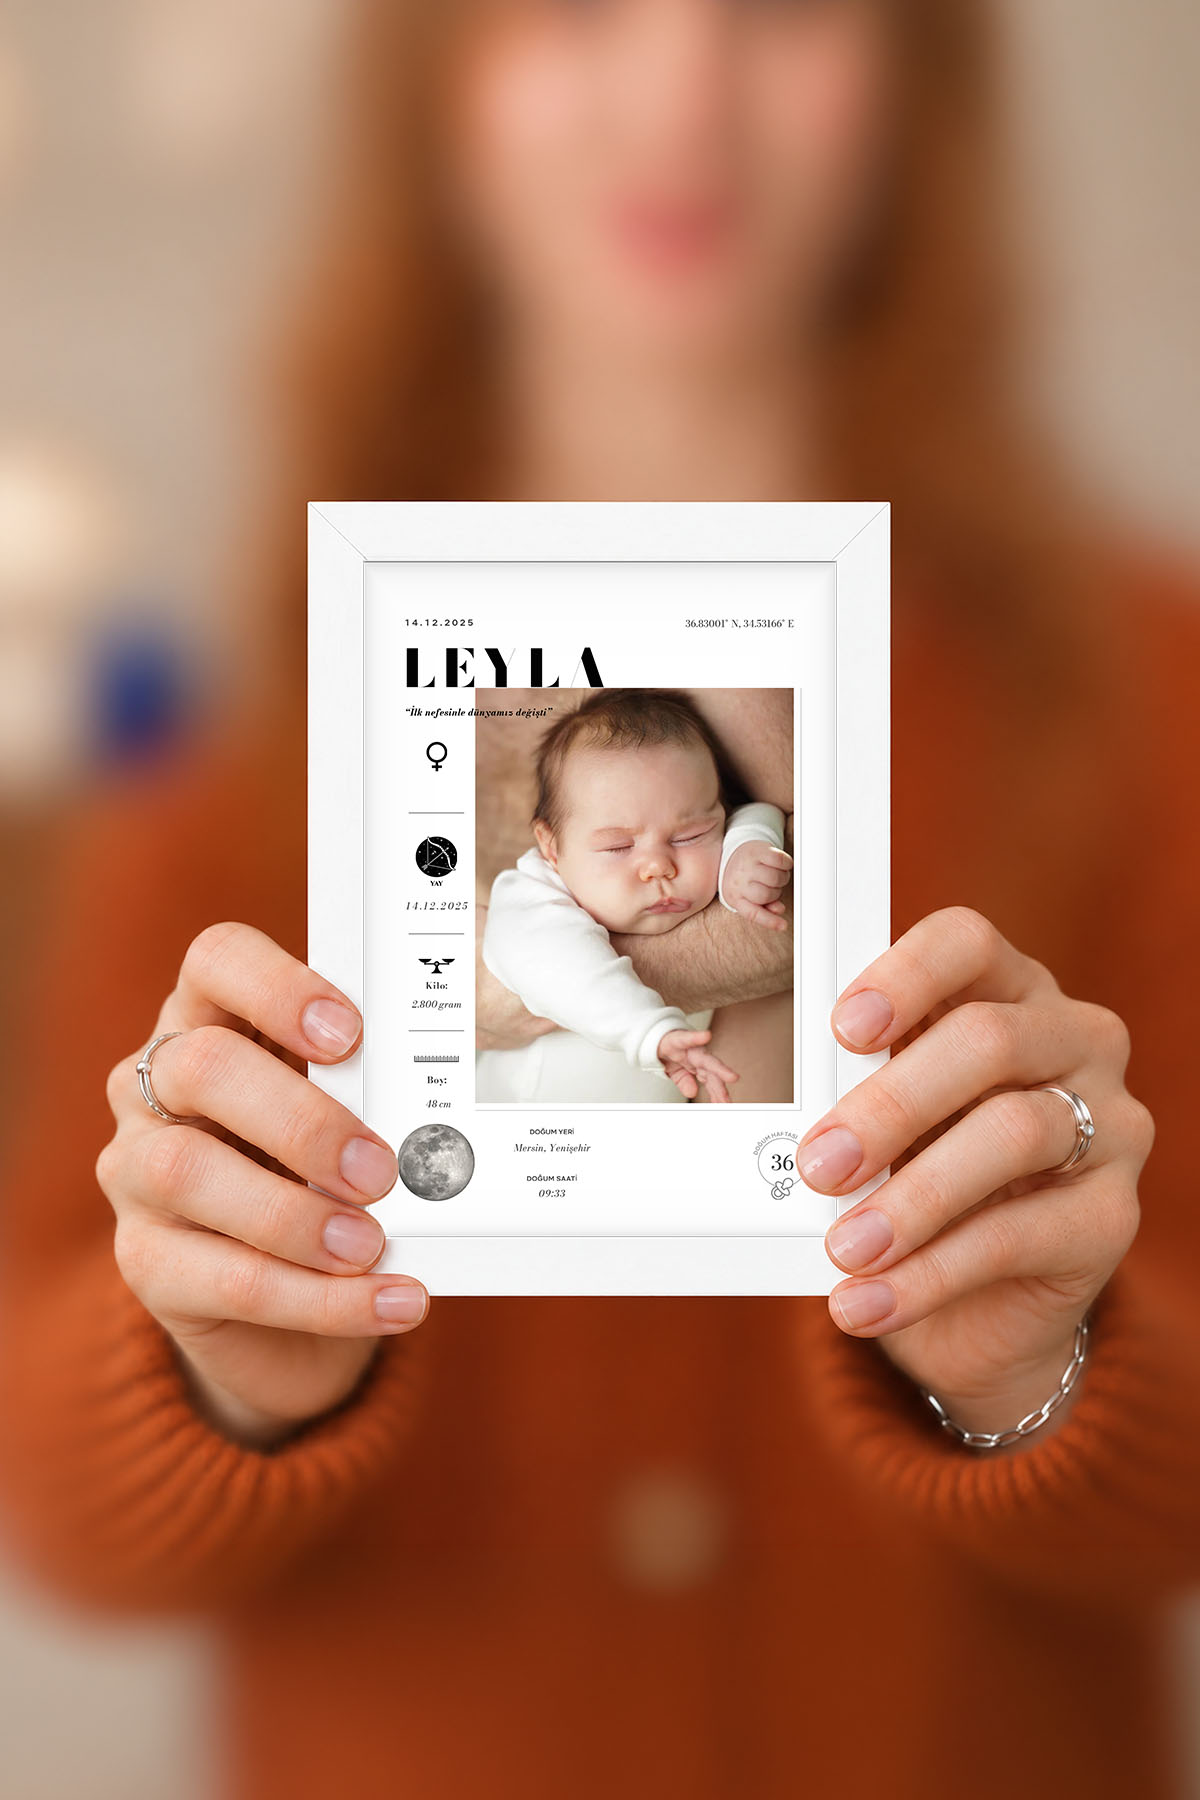 14.12.2025
36.83001° N, 34.53166° E
LEYLA
“İlk nefesinle dünyamız değişti”
YAY
14.12.2025
Kilo:
2.800 gram
Boy:
48 cm
DOĞUM YERİ
Mersin, Yenişehir
DOĞUM SAATİ
09:33
DOĞUM HAFTASI
36